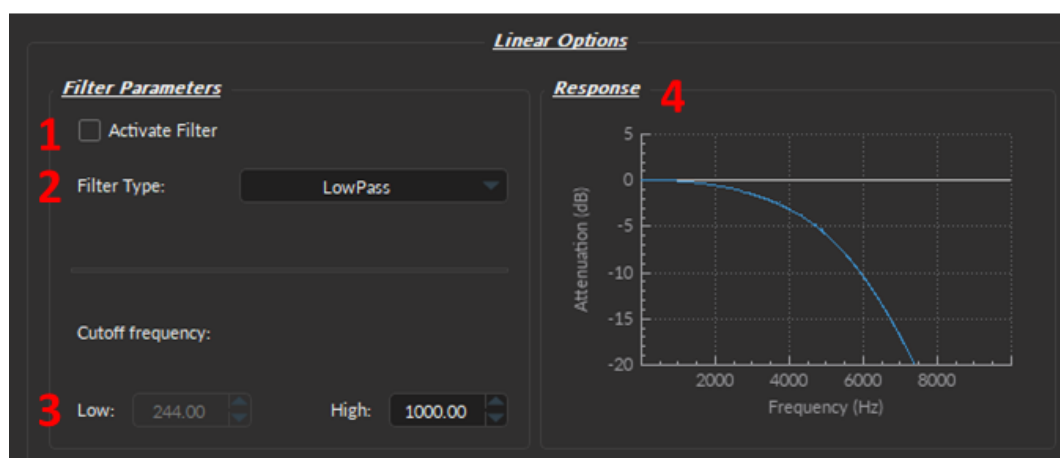 Linear Options
Filter Parameters
1
Activate Filter
2
Filter Type:
LowPass
Cutoff frequency:
3
Low:
244.00
High:
1000.00
Response
4
5
0
-5
-10
-15
-20
Attenuation (dB)
2000 4000 6000 8000
Frequency (Hz)